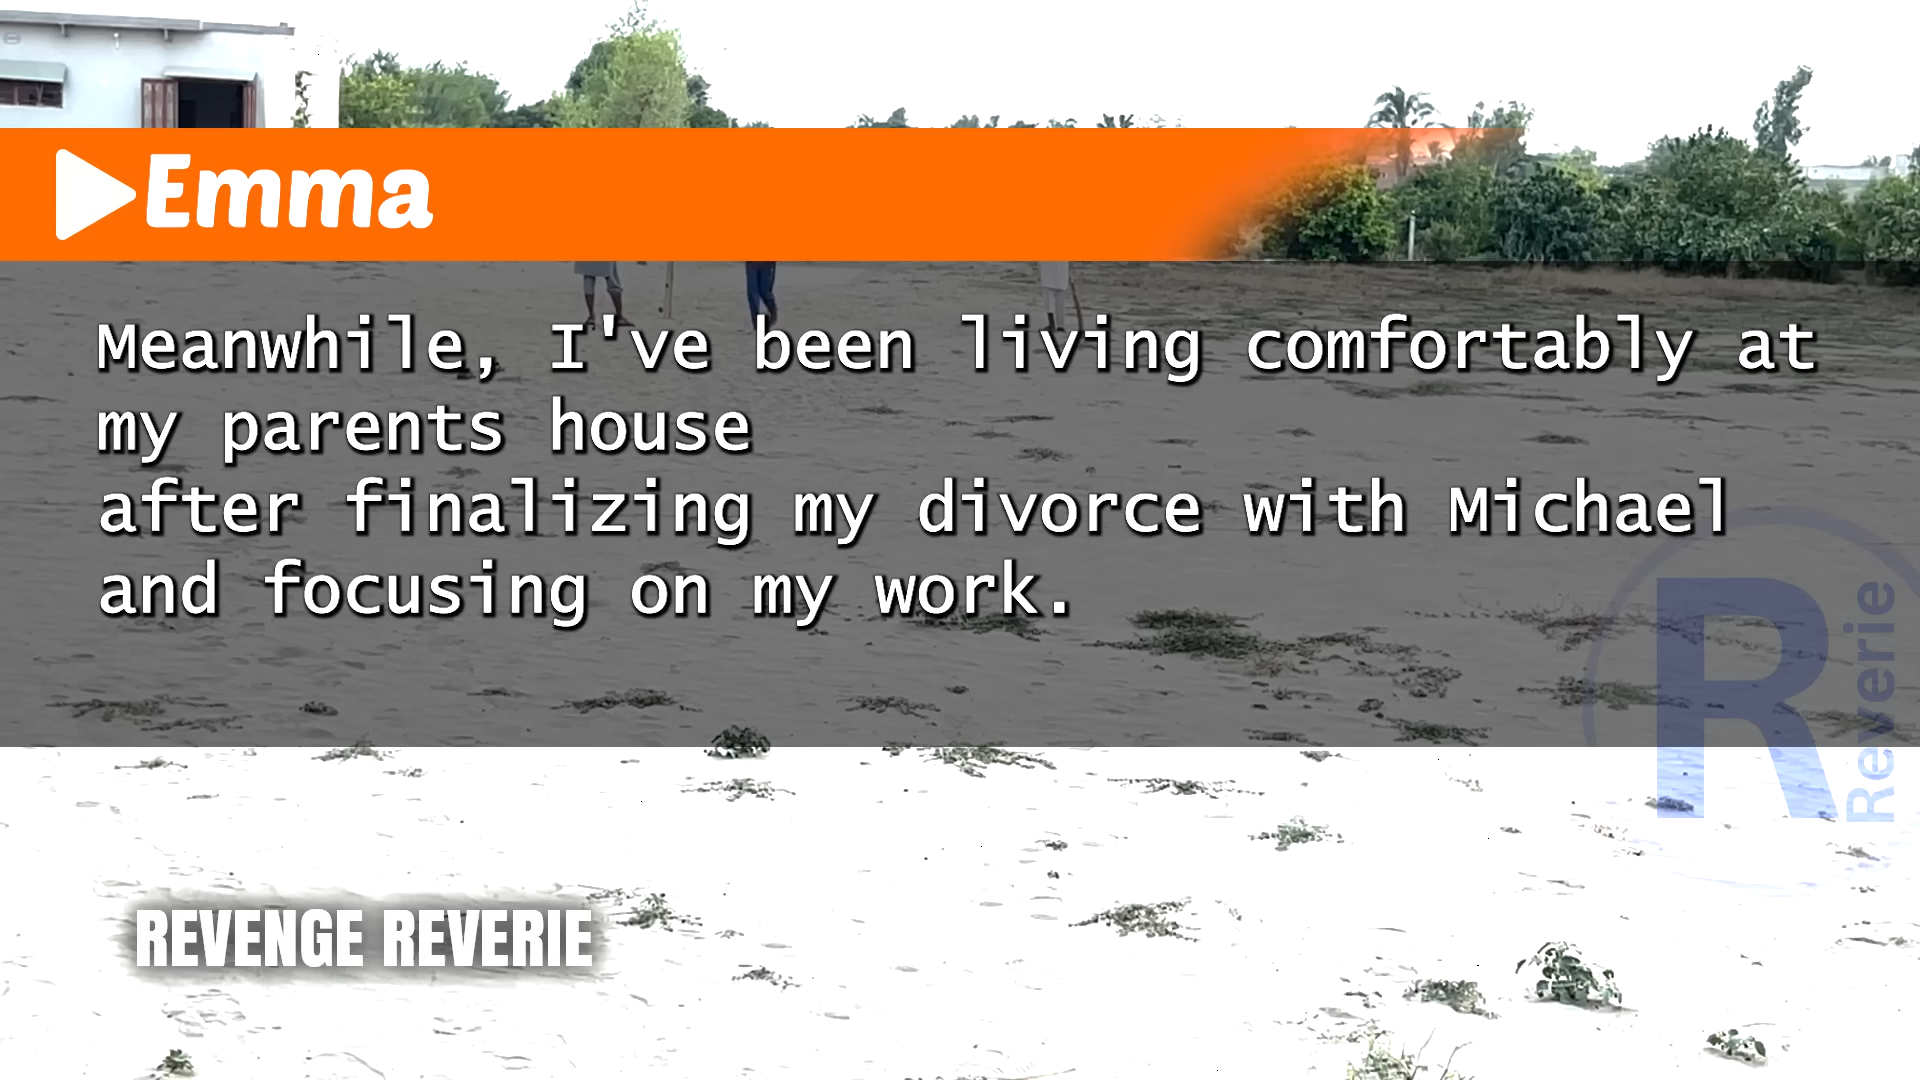 Emma
Meanwhile, I've been living comfortably at
my parents house
after finalizing my divorce with Michael
and focusing on my work.
R
Reverie
REVENGE REVERIE